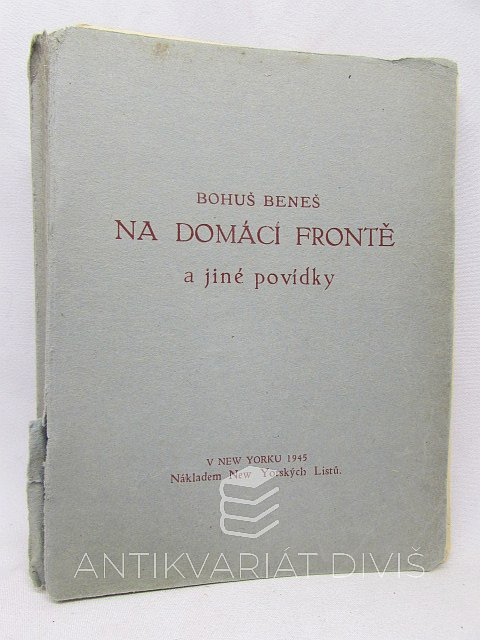 BOHUŠ BENEŠ
NA DOMÁCÍ FRONTĚ
a jiné povídky
V NEW YORKU 1945
Nákladem New Yorských Listů.
ANTIKVARIÁT DIVIŠ